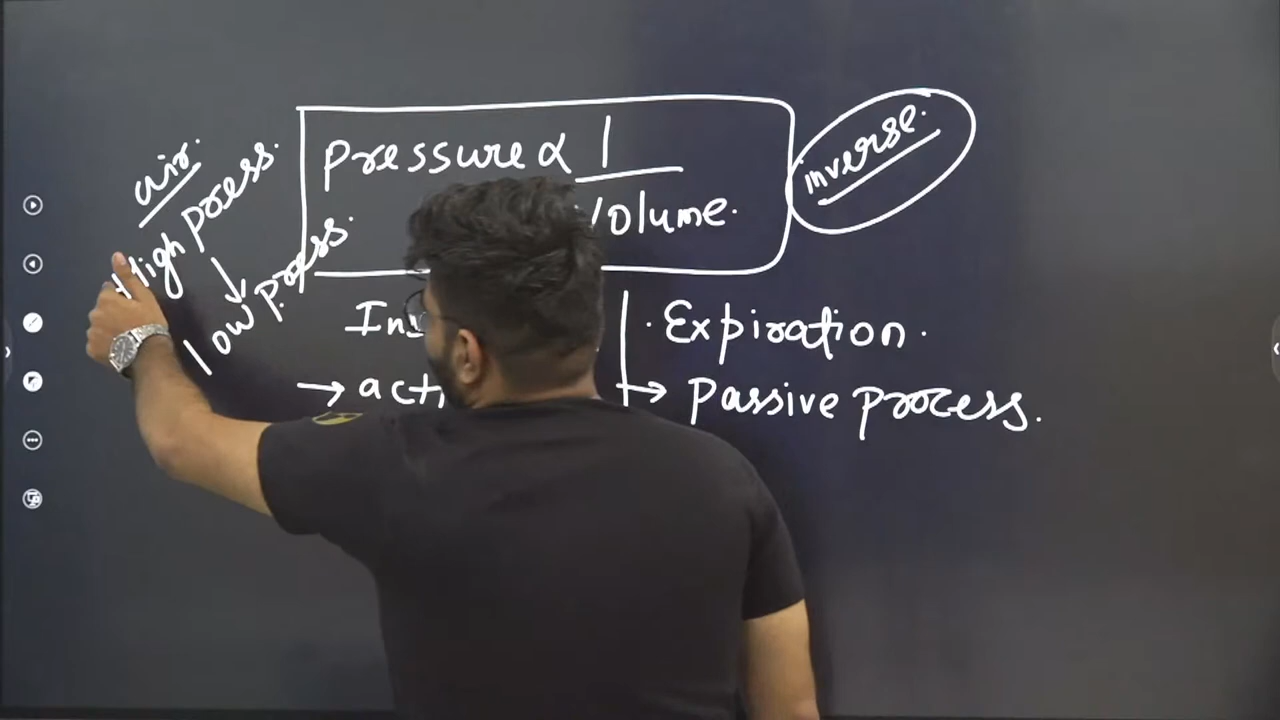 air.
High press.
↓
low press.
Pressure ∝ 1
Volume.
inverse.
Expiration.
→ Passive process.